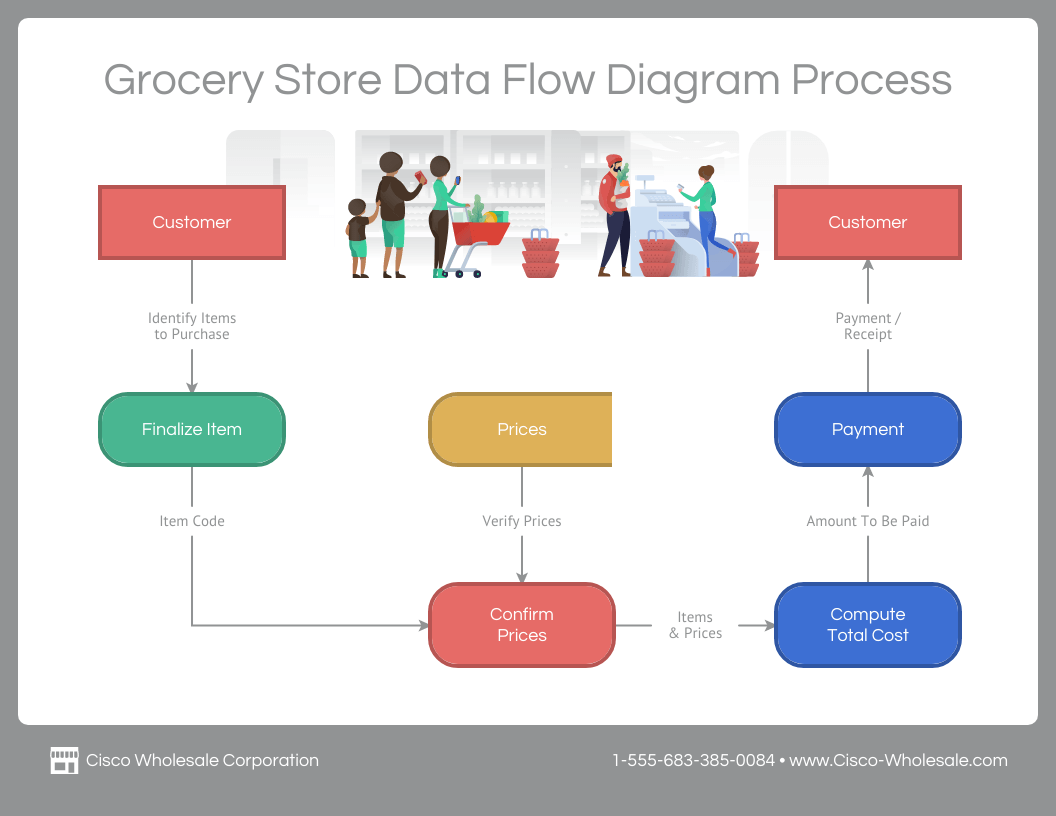 Grocery Store Data Flow Diagram Process
Customer
Customer
Identify Items
to Purchase
Payment /
Receipt
Finalize Item
Prices
Payment
Item Code
Verify Prices
Amount To Be Paid
Confirm
Prices
Items
& Prices
Compute
Total Cost
Cisco Wholesale Corporation
1-555-683-385-0084 • www.Cisco-Wholesale.com